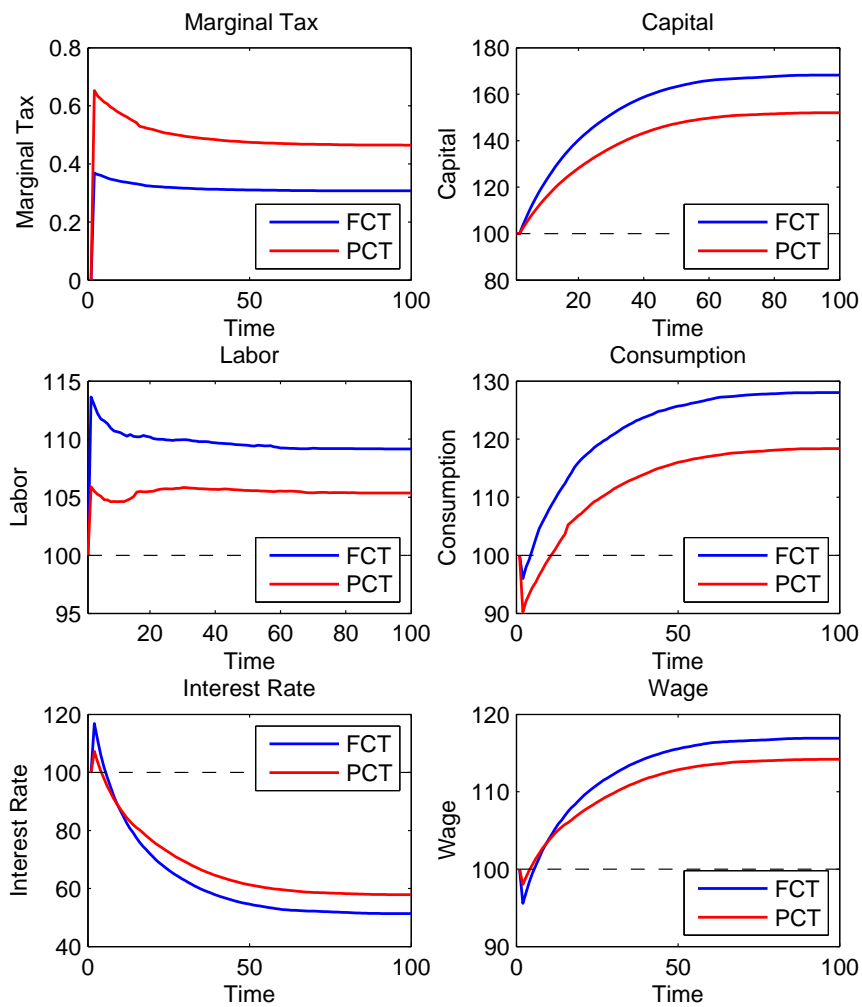 Marginal Tax
Marginal Tax
0.8
0.6
0.4
0.2
0
0
50
100
Time
FCT
PCT
Capital
Capital
180
160
140
120
100
80
20
40
60
80
100
Time
FCT
PCT
Labor
Labor
115
110
105
100
95
20
40
60
80
100
Time
FCT
PCT
Consumption
Consumption
130
120
110
100
90
0
50
100
Time
FCT
PCT
Interest Rate
Interest Rate
120
100
80
60
40
0
50
100
Time
FCT
PCT
Wage
Wage
120
110
100
90
0
50
100
Time
FCT
PCT